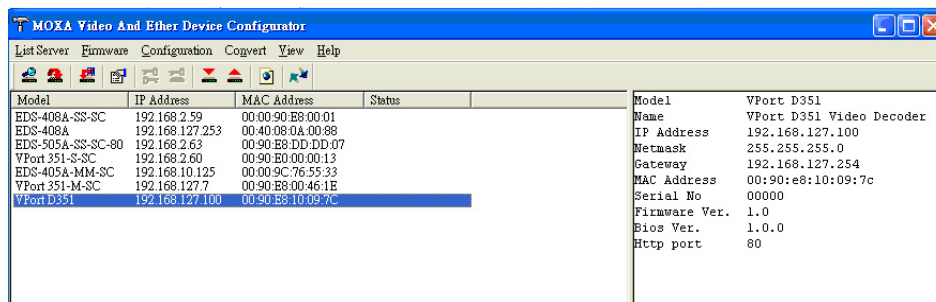 MOXA Video And Ether Device Configurator
List Server Firmware Configuration Convert View Help
Model IP Address MAC Address Status
EDS-408A-SS-SC 192.168.2.59 00:00:90:E8:00:01
EDS-408A 192.168.127.253 00:40:08:0A:00:88
EDS-505A-SS-SC-80 192.168.2.63 00:90:E8:DD:DD:07
VPort 351-S-SC 192.168.2.60 00:90:E0:00:00:13
EDS-405A-MM-SC 192.168.10.125 00:00:9C:76:55:33
VPort 351-M-SC 192.168.127.7 00:90:E8:00:46:1E
VPort D351 192.168.127.100 00:90:E8:10:09:7C
Model VPort D351
Name VPort D351 Video Decoder
IP Address 192.168.127.100
Netmask 255.255.255.0
Gateway 192.168.127.254
MAC Address 00:90:e8:10:09:7c
Serial No 00000
Firmware Ver. 1.0
Bios Ver. 1.0.0
Http port 80